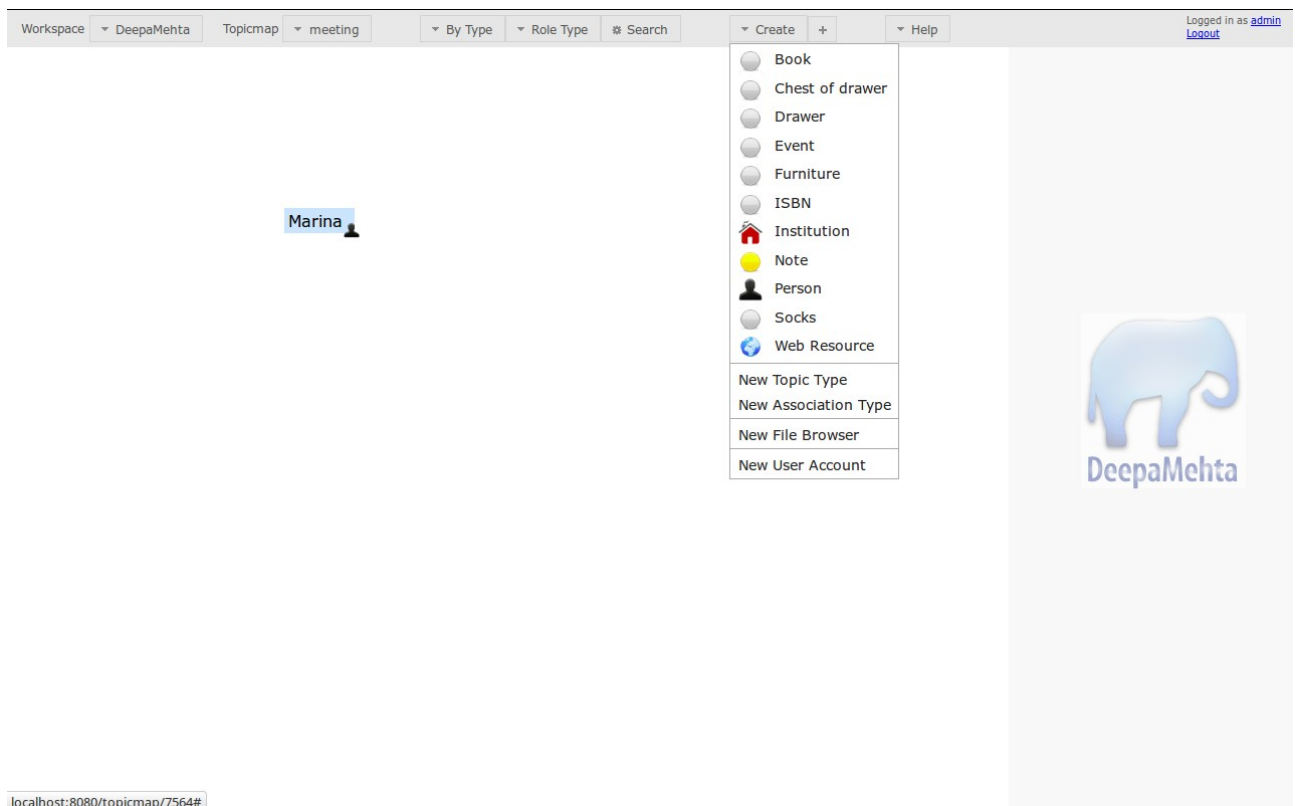 Workspace DeepaMehta Topicmap meeting By Type Role Type Search Create + Help Logged in as admin
Logout
Book
Chest of drawer
Drawer
Event
Furniture
ISBN
Marina
Institution
Note
Person
Socks
Web Resource
New Topic Type
New Association Type
New File Browser
New User Account
DeepaMehta
localhost:8080/topicmap/7564#